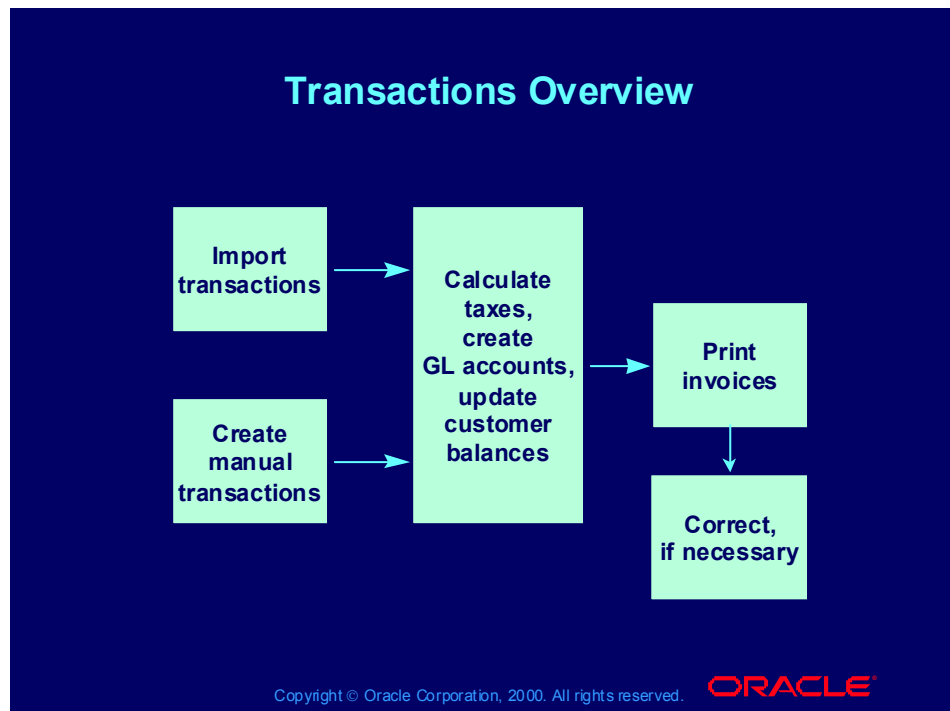 Transactions Overview
Import
transactions
Create
manual
transactions
Calculate
taxes,
create
GL accounts,
update
customer
balances
Print
invoices
Correct,
if necessary
Copyright © Oracle Corporation, 2000. All rights reserved.
ORACLE®